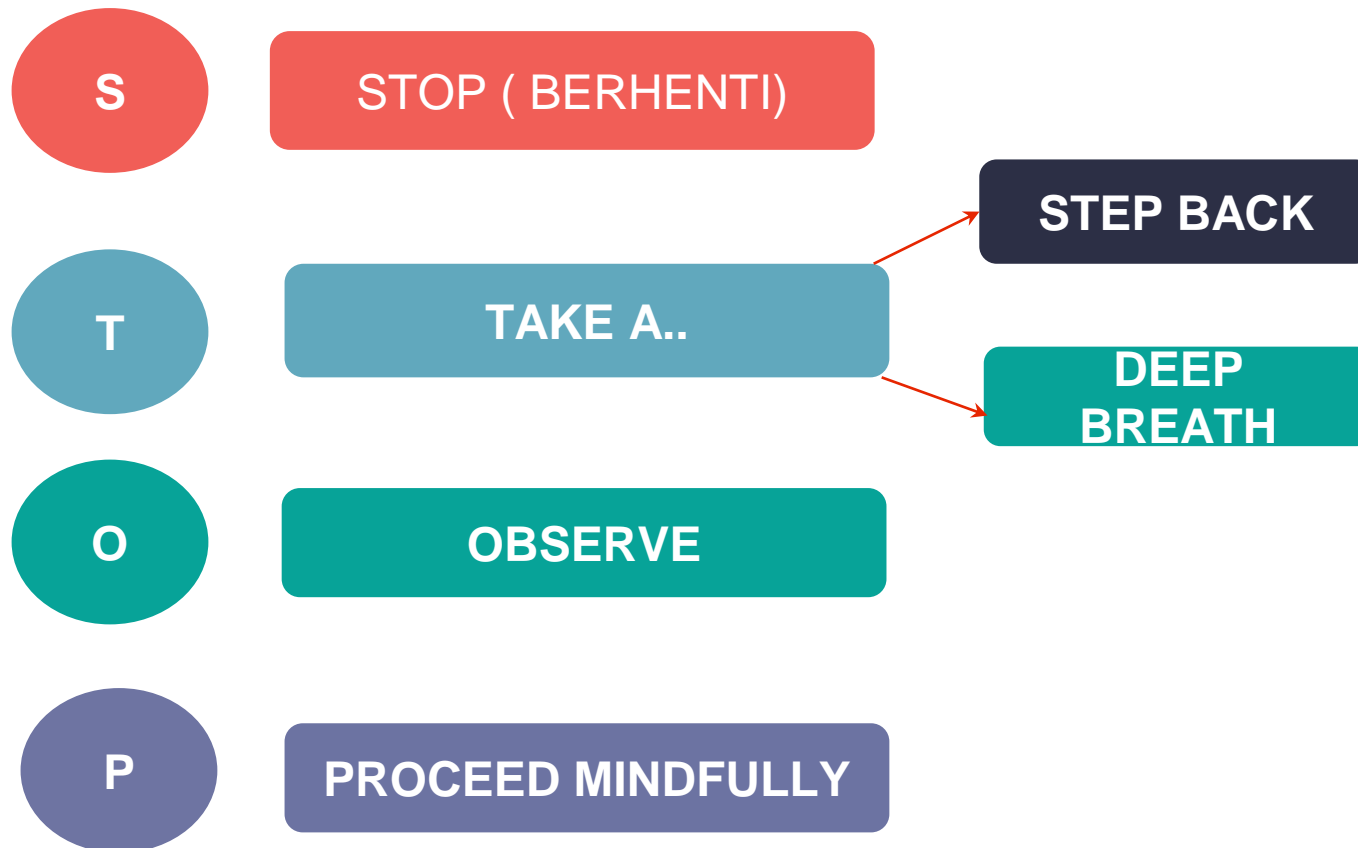 S
STOP ( BERHENTI)
T
TAKE A..
STEP BACK
DEEP
BREATH
O
OBSERVE
P
PROCEED MINDFULLY